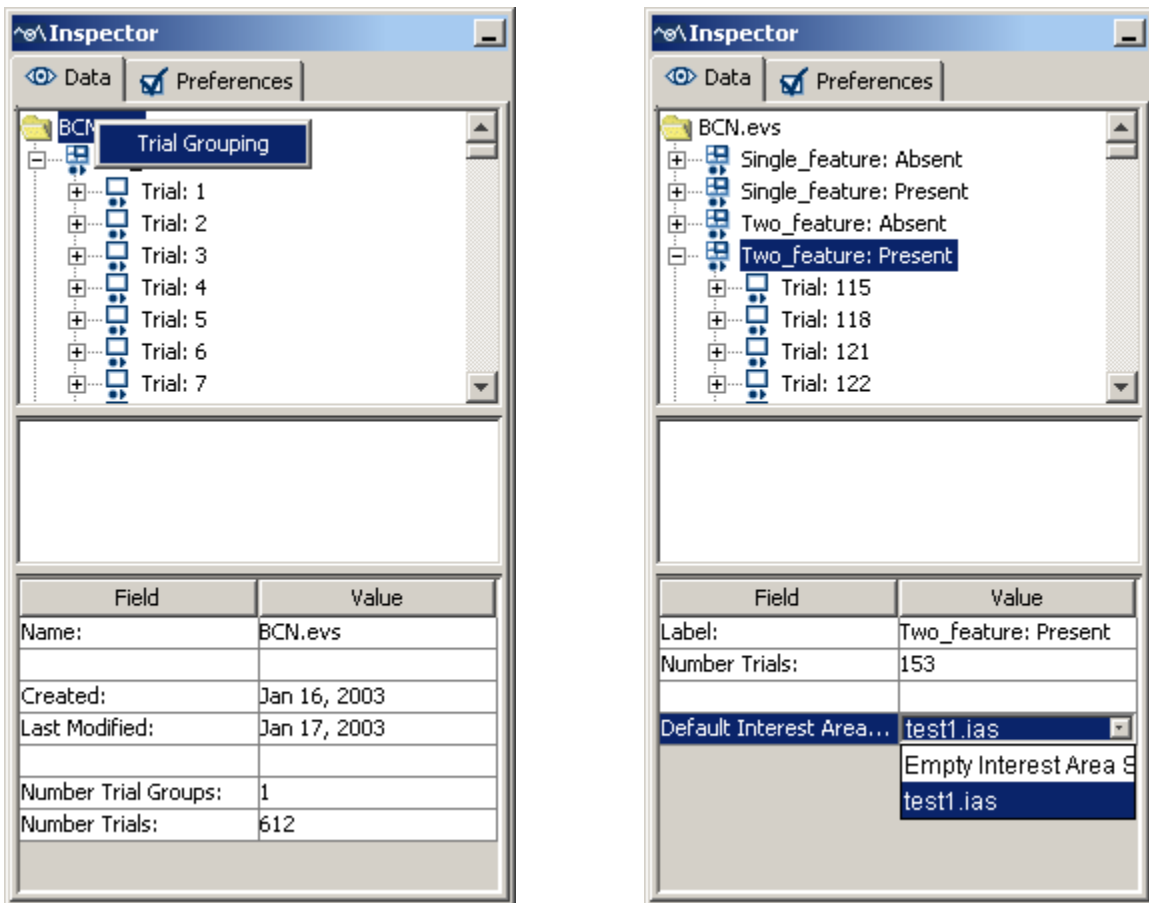 Inspector
Data Preferences
BCN
Trial Grouping
Trial: 1
Trial: 2
Trial: 3
Trial: 4
Trial: 5
Trial: 6
Trial: 7
Field Value
Name: BCN.evs
Created: Jan 16, 2003
Last Modified: Jan 17, 2003
Number Trial Groups: 1
Number Trials: 612
Inspector
Data Preferences
BCN.evs
Single_feature: Absent
Single_feature: Present
Two_feature: Absent
Two_feature: Present
Trial: 115
Trial: 118
Trial: 121
Trial: 122
Field Value
Label: Two_feature: Present
Number Trials: 153
Default Interest Area... test1.ias
Empty Interest Area S
test1.ias